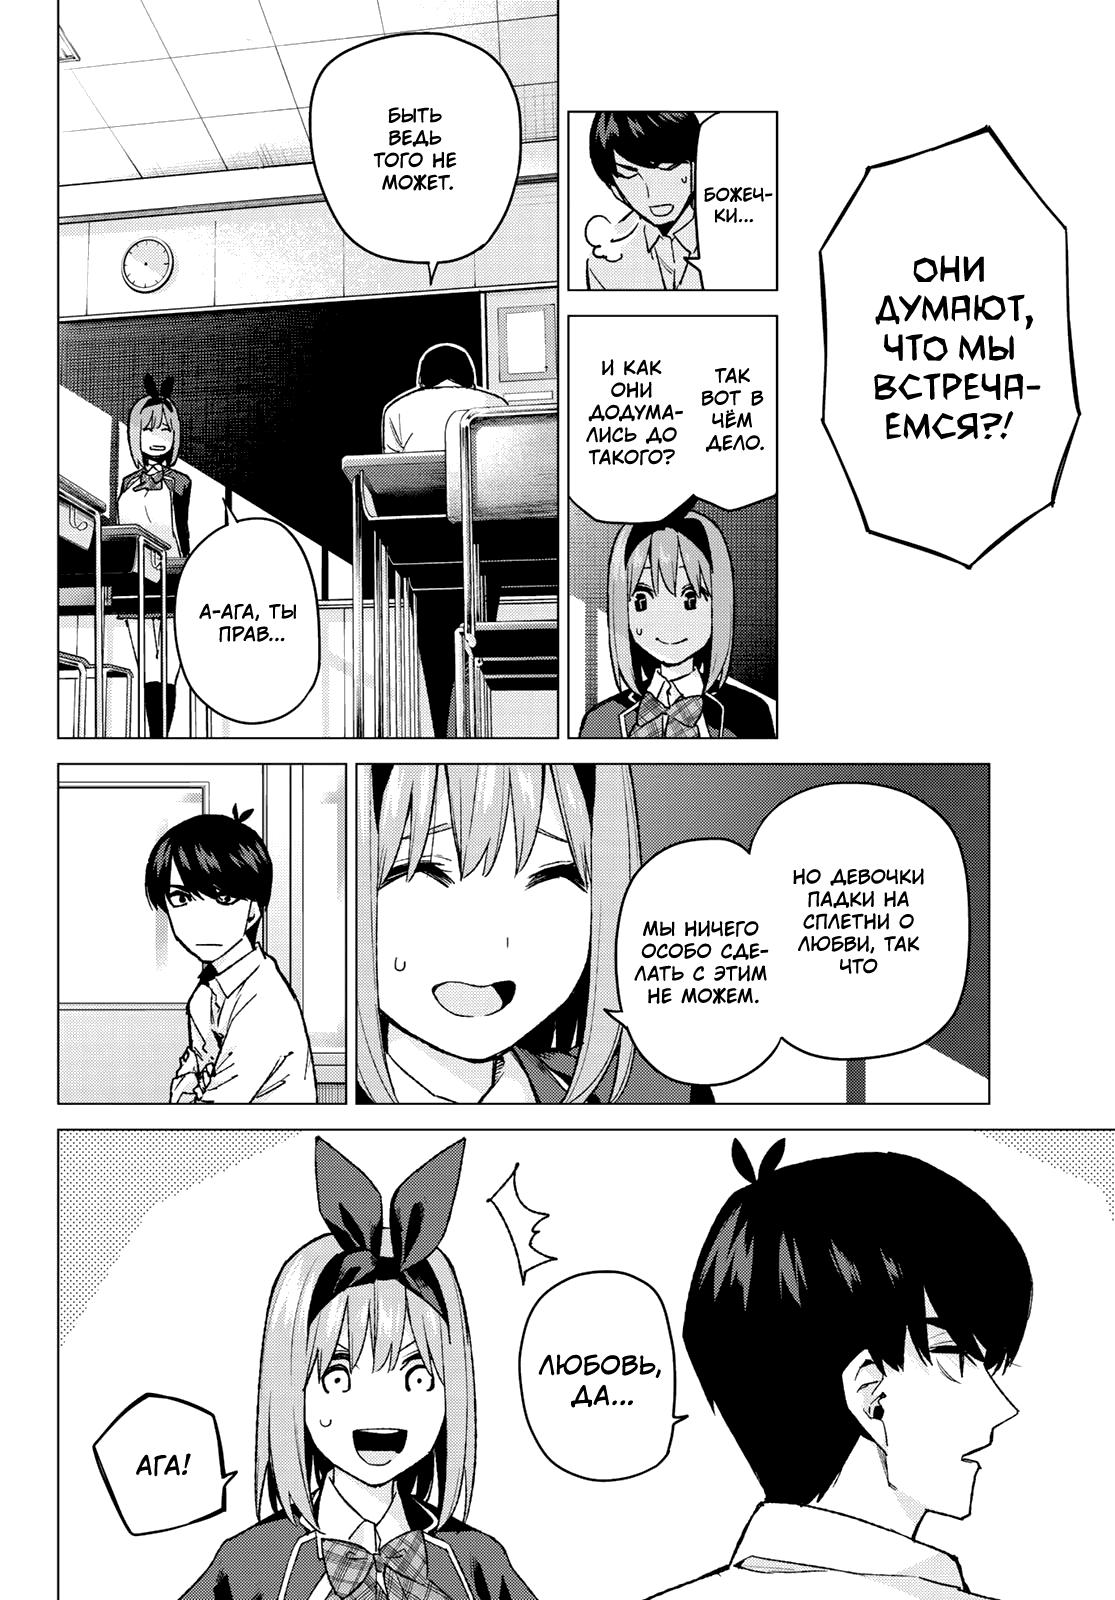 ОНИ
ДУМАЮТ,
ЧТО МЫ
ВСТРЕЧА-
ЕМСЯ?!
БОЖЕЧ-
КИ...
ТАК
ВОТ В
ЧЁМ
ДЕЛО.
И КАК
ОНИ
ДОДУМА-
ЛИСЬ ДО
ТАКОГО?
БЫТЬ
ВЕДЬ
ТОГО НЕ
МОЖЕТ.
А-АГА, ТЫ
ПРАВ...
НО ДЕВОЧКИ
ПАДКИ НА
СПЛЕТНИ О
ЛЮБВИ, ТАК
ЧТО
МЫ НИЧЕГО
ОСОБО СДЕ-
ЛАТЬ С ЭТИМ
НЕ МОЖЕМ.
ЛЮБОВЬ,
ДА...
АГА!